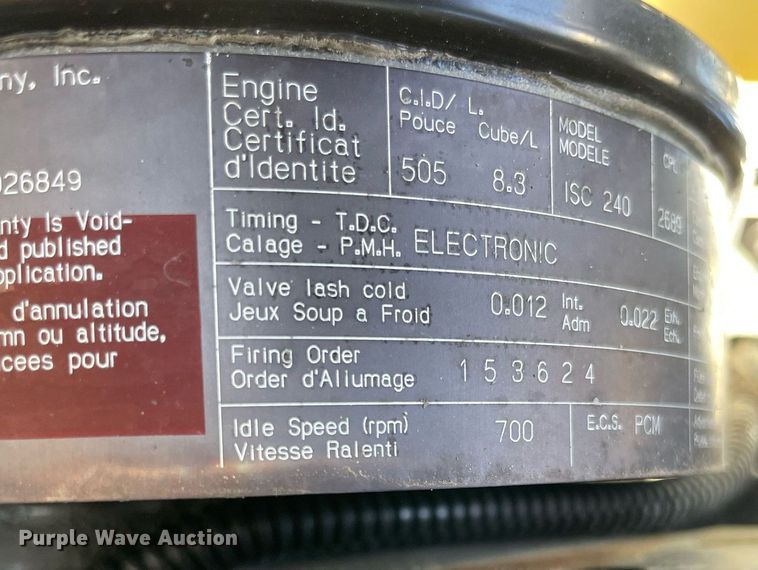 ny, Inc.
026849
nty Is Void-
d published
pplication.
d'annulation
mn ou altitude,
cees pour
Engine
Cert. Id.
Certificat
d'Identite
C.I.D/ L.
Pouce Cube/L
505 8.3
MODEL
MODÈLE
ISC 240
CPL
2689
Timing - T.D.C.
Calage - P.M.H. ELECTRONIC
Valve lash cold
Jeux Soup a Froid
0.012 Int. Adm
0.022 Exh. Ech.
Firing Order
Order d'Allumage
1 5 3 6 2 4
Idle Speed (rpm)
Vitesse Ralenti
700
E.C.S. PCM
Purple Wave Auction